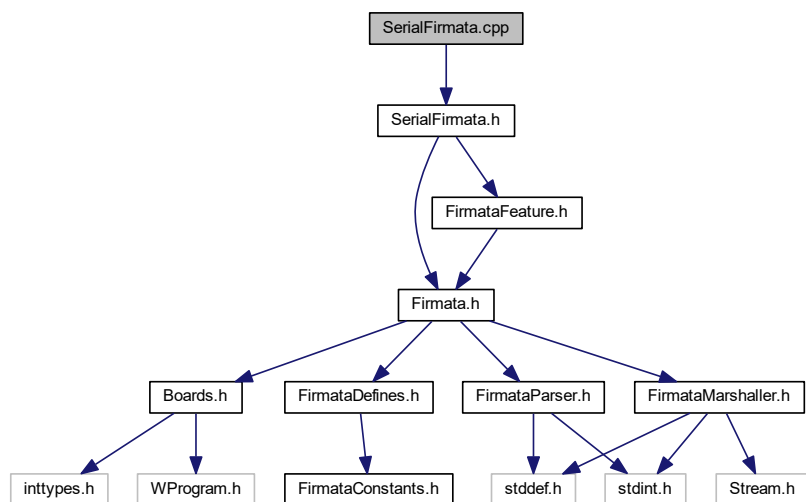 SerialFirmata.cpp
SerialFirmata.h
FirmataFeature.h
Firmata.h
Boards.h
FirmataDefines.h
FirmataParser.h
FirmataMarshaller.h
inttypes.h
WProgram.h
FirmataConstants.h
stddef.h
stdint.h
Stream.h